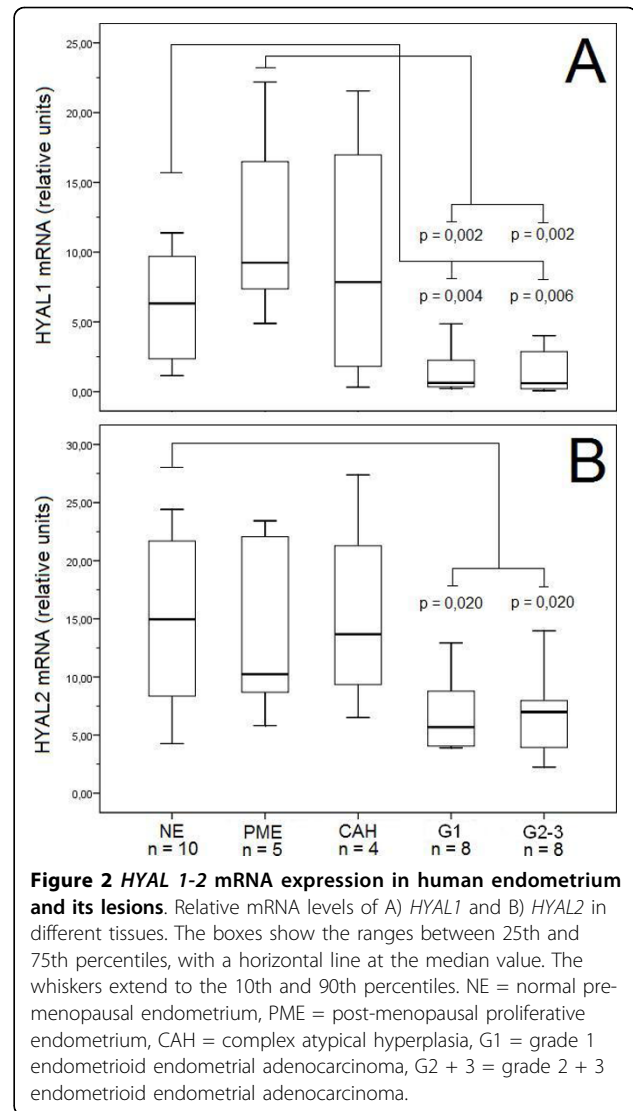 A
HYAL1 mRNA (relative units)
25,00
20,00
15,00
10,00
5,00
0,00
p = 0,002 p = 0,002
p = 0,004 p = 0,006
B
HYAL2 mRNA (relative units)
30,00
25,00
20,00
15,00
10,00
5,00
0,00
p = 0,020 p = 0,020
NE PME CAH G1 G2-3
n = 10 n = 5 n = 4 n = 8 n = 8
Figure 2 HYAL 1-2 mRNA expression in human endometrium
and its lesions. Relative mRNA levels of A) HYAL1 and B) HYAL2 in
different tissues. The boxes show the ranges between 25th and
75th percentiles, with a horizontal line at the median value. The
whiskers extend to the 10th and 90th percentiles. NE = normal pre-
menopausal endometrium, PME = post-menopausal proliferative
endometrium, CAH = complex atypical hyperplasia, G1 = grade 1
endometrioid endometrial adenocarcinoma, G2 + 3 = grade 2 + 3
endometrioid endometrial adenocarcinoma.